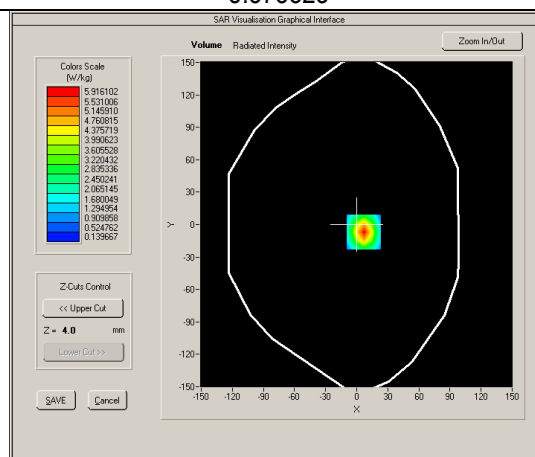 SAR Visualisation Graphical Interface
Volume Radiated Intensity
Zoom In/Out
Colors Scale
(W/kg)
5.916102
5.531006
5.145910
4.760815
4.375719
3.990623
3.605528
3.220432
2.835336
2.450241
2.065145
1.680049
1.294954
0.909858
0.524762
0.139667
Z-Cuts Control
<< Upper Cut
Z = 4.0 mm
Lower Cut >>
SAVE Cancel
150
120
90
60
30
0
-30
-60
-90
-120
-150
Y
-150 -120 -90 -60 -30 0 30 60 90 120 150
X